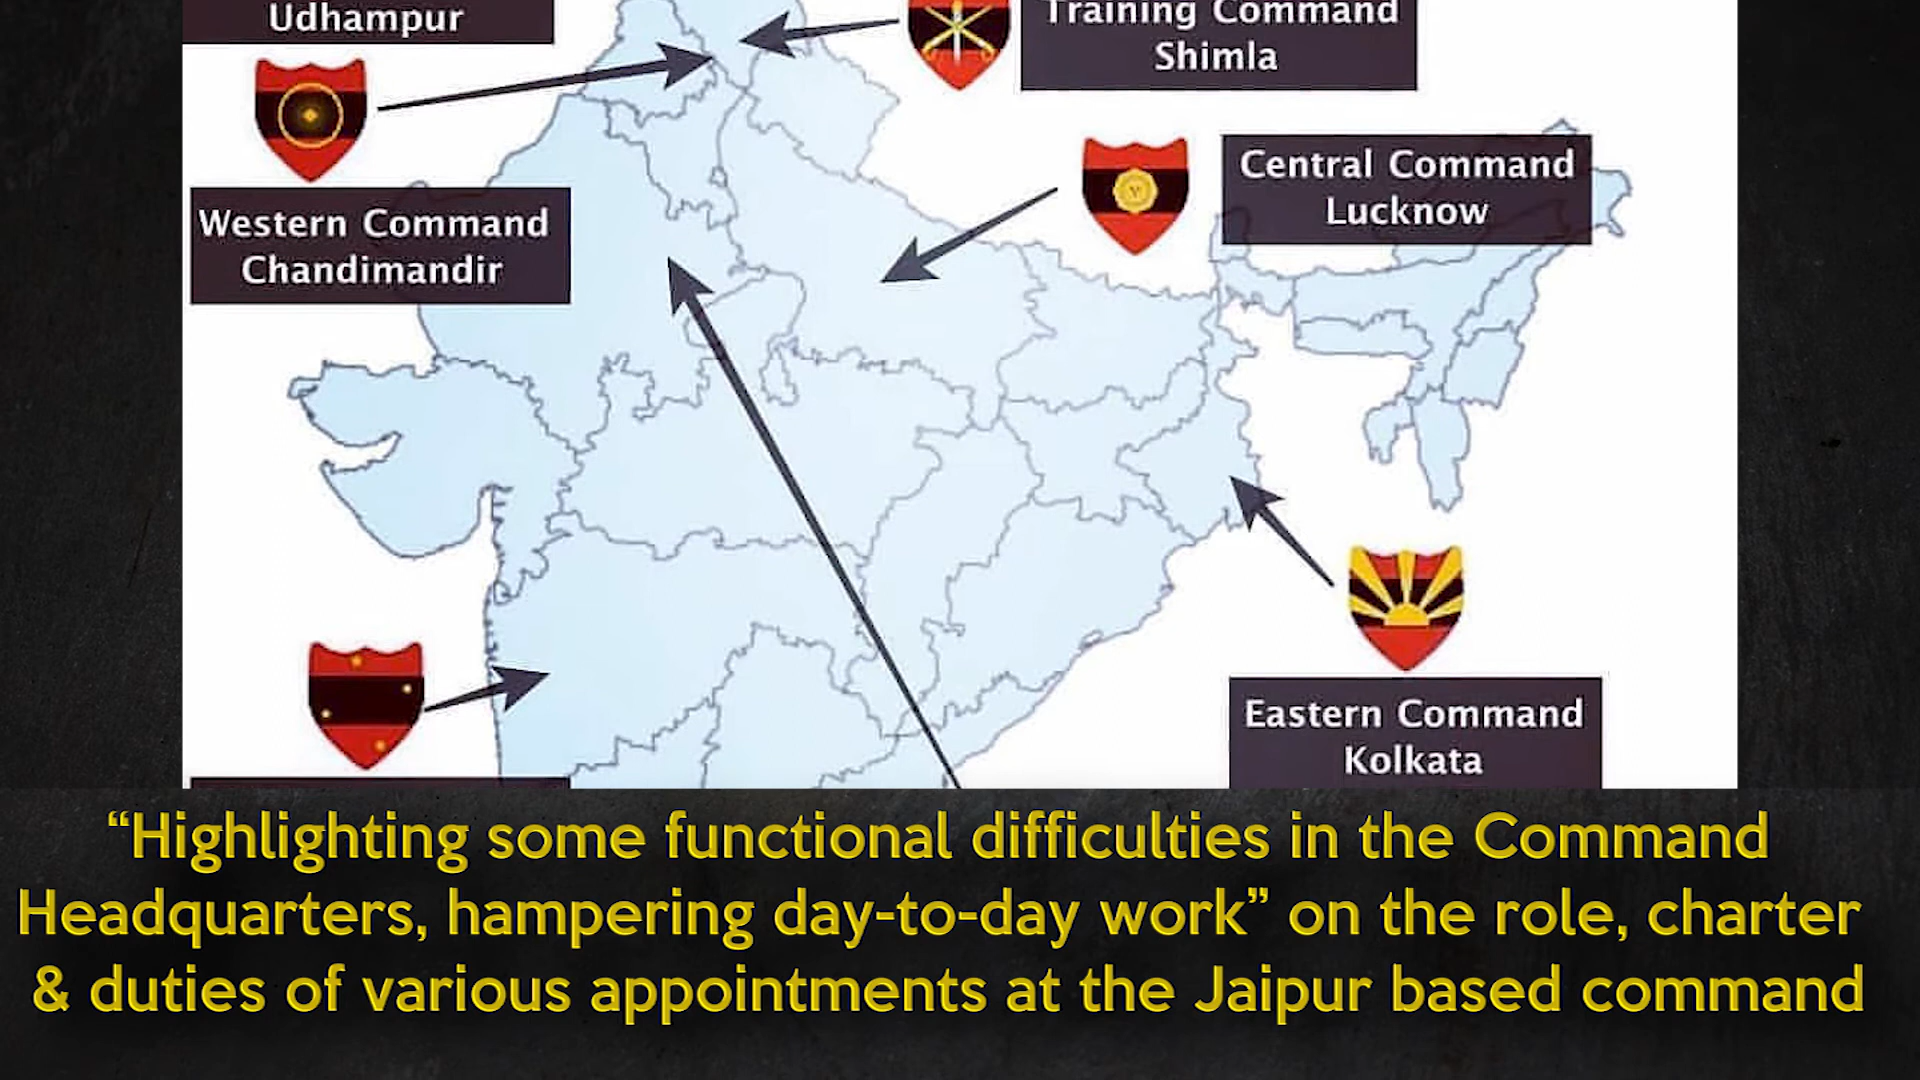 Udhampur
Training Command
Shimla
Central Command
Lucknow
Western Command
Chandimandir
Eastern Command
Kolkata
“Highlighting some functional difficulties in the Command
Headquarters, hampering day-to-day work” on the role, charter
& duties of various appointments at the Jaipur based command